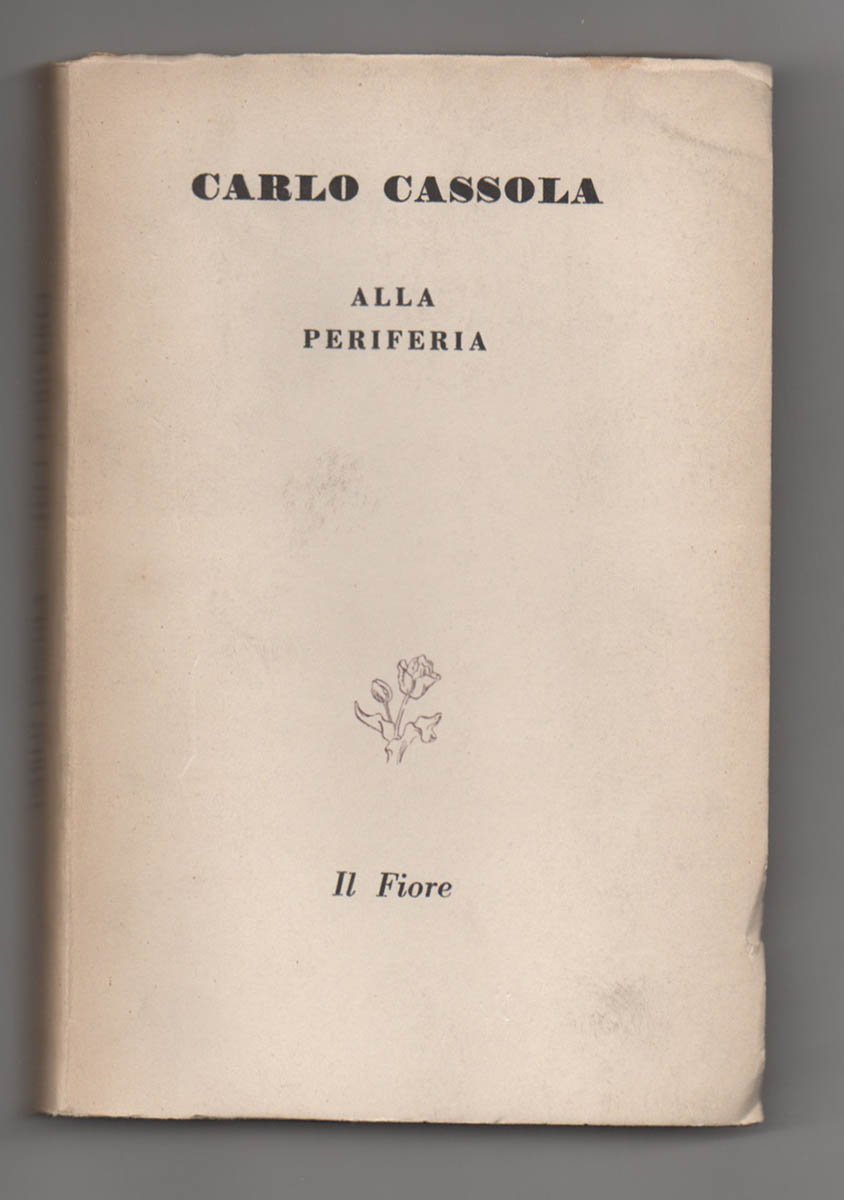 CARLO CASSOLA
ALLA
PERIFERIA
Il Fiore